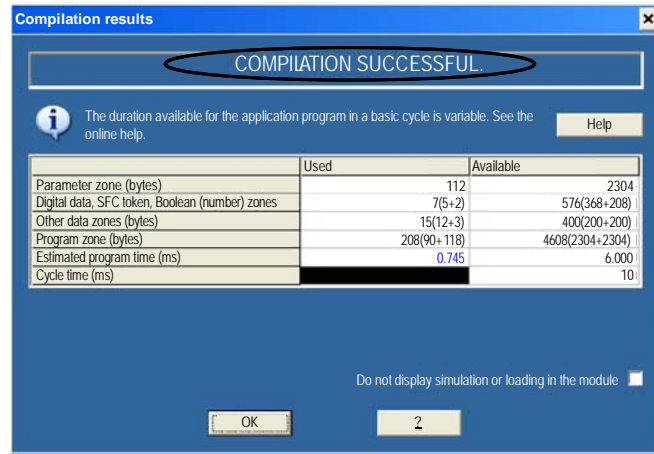 Compilation results
COMPILATION SUCCESSFUL.
The duration available for the application program in a basic cycle is variable. See the
online help.
Help
Used Available
Parameter zone (bytes) 112 2304
Digital data, SFC token, Boolean (number) zones 7(5+2) 576(368+208)
Other data zones (bytes) 15(12+3) 400(200+200)
Program zone (bytes) 208(90+118) 4608(2304+2304)
Estimated program time (ms) 0.745 6.000
Cycle time (ms) 10
Do not display simulation or loading in the module
OK ?